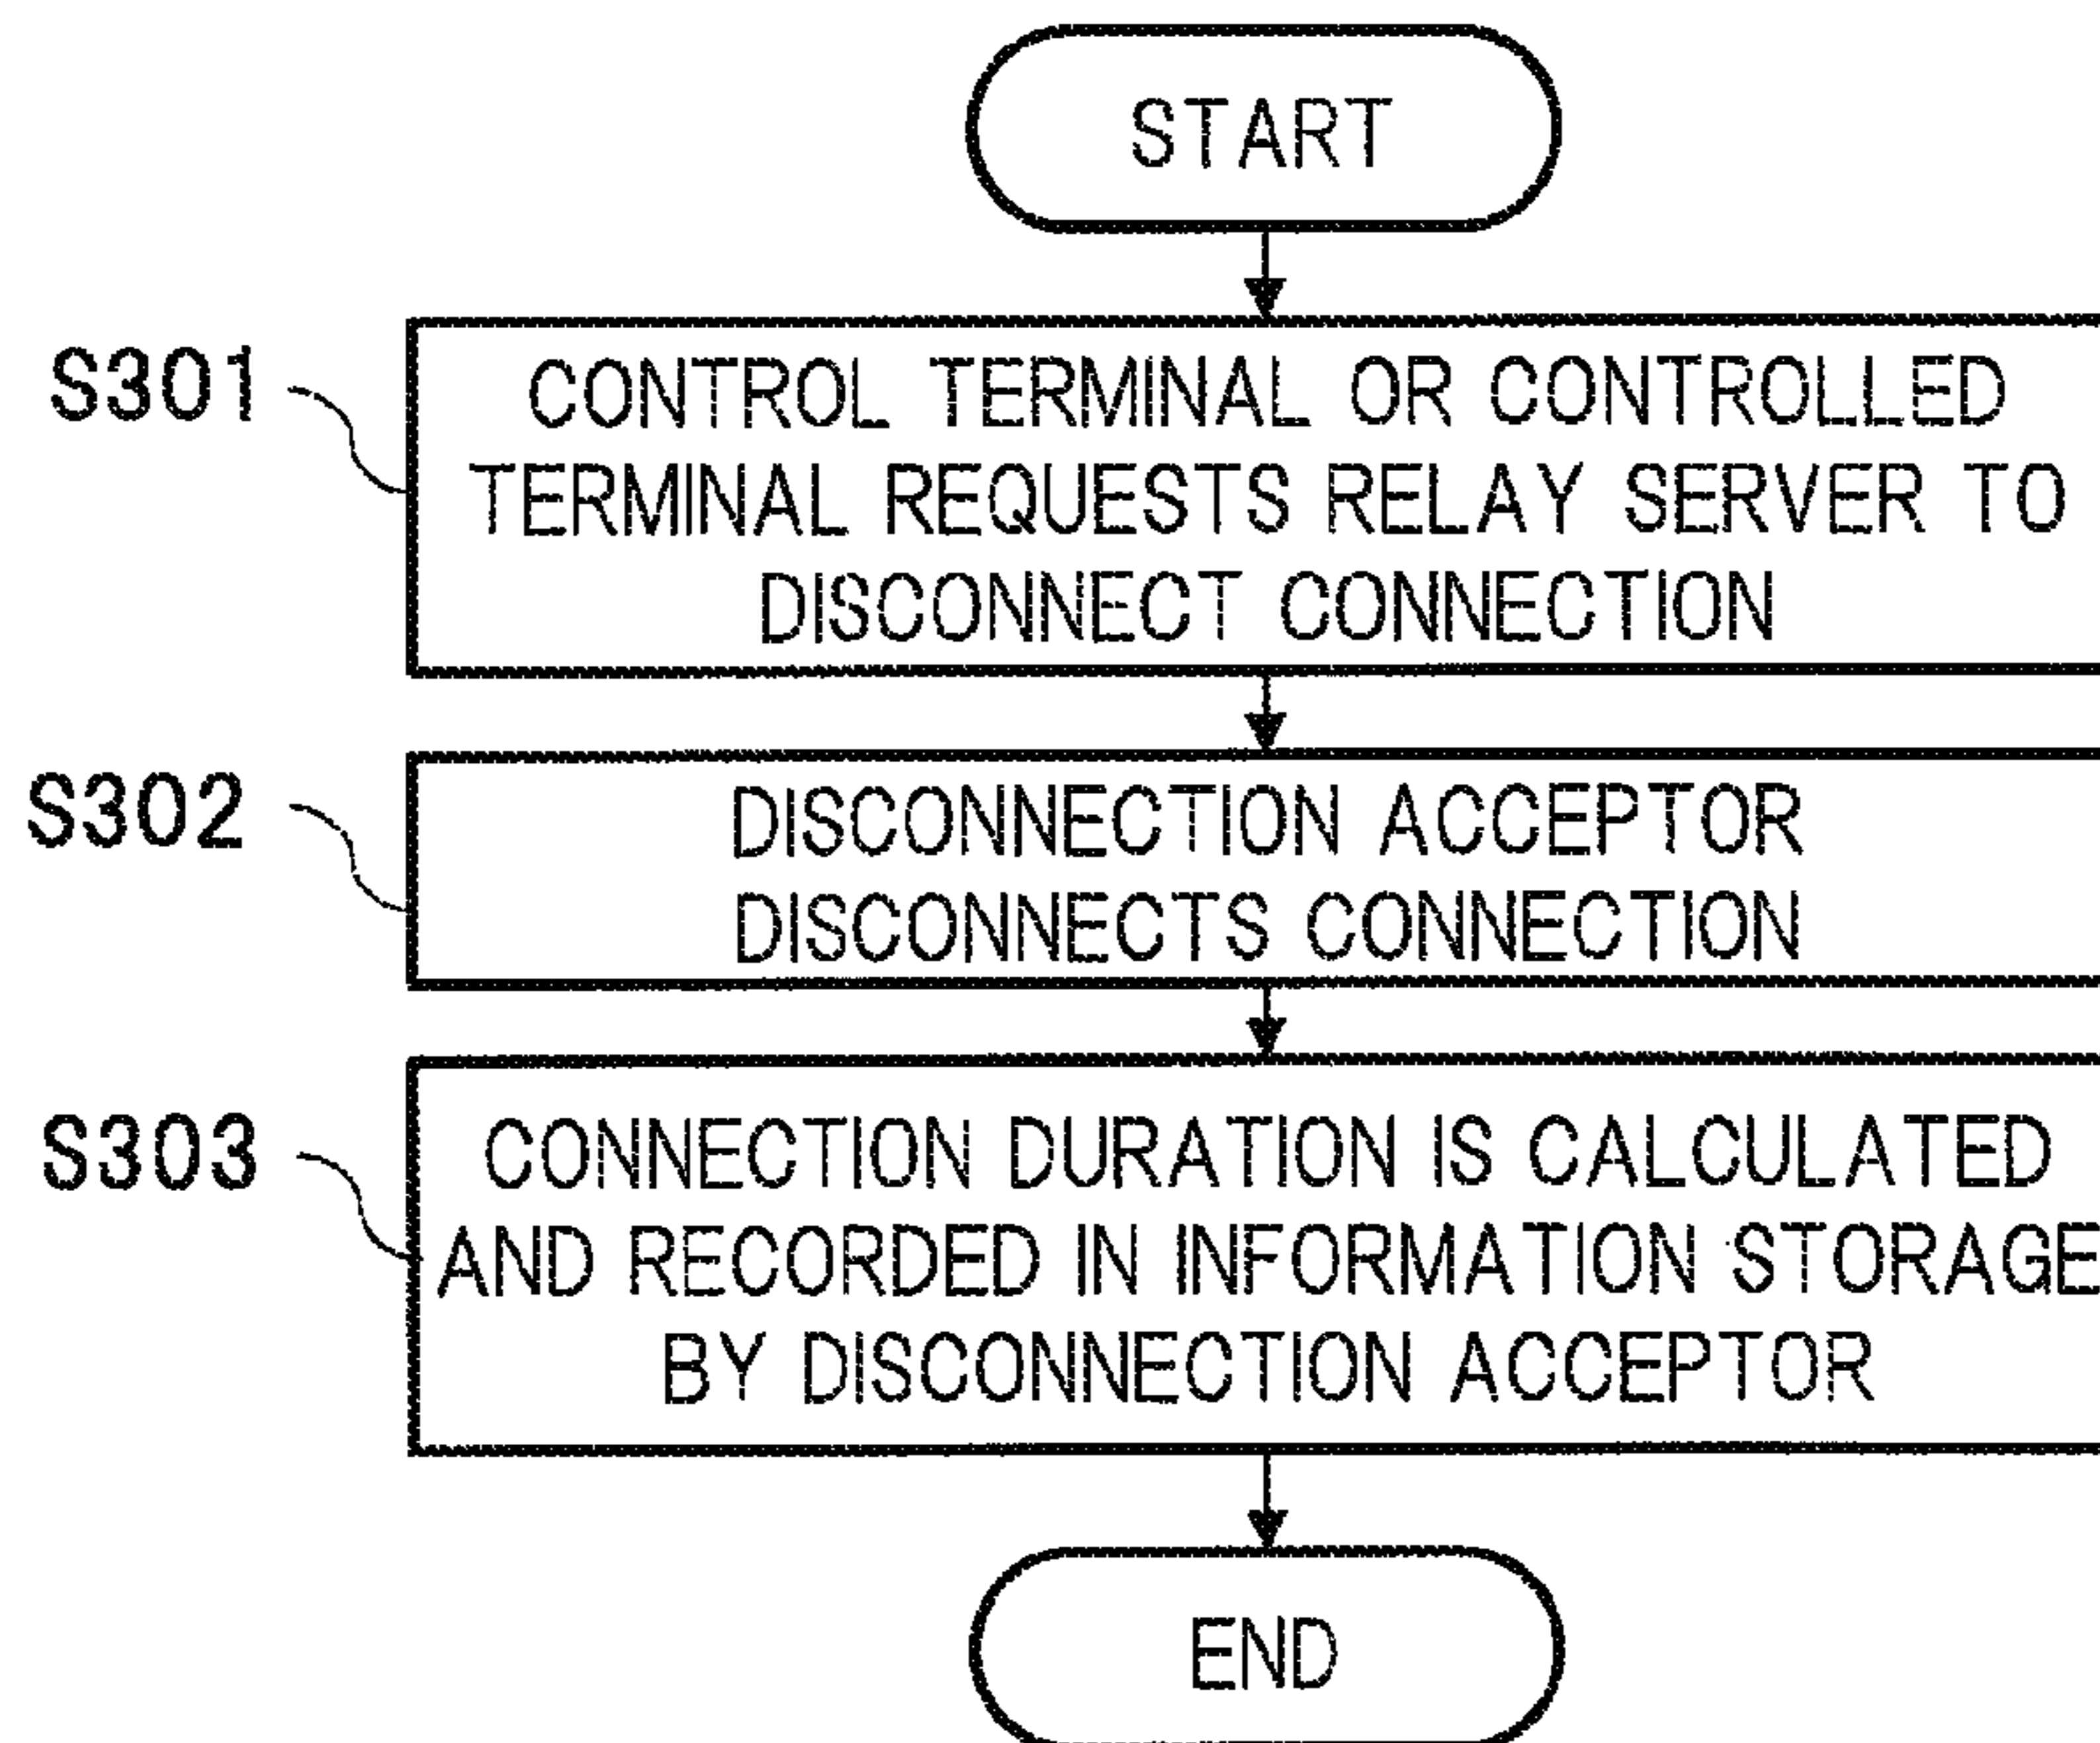 START
S301
CONTROL TERMINAL OR CONTROLLED
TERMINAL REQUESTS RELAY SERVER TO
DISCONNECT CONNECTION
S302
DISCONNECTION ACCEPTOR
DISCONNECTS CONNECTION
S303
CONNECTION DURATION IS CALCULATED
AND RECORDED IN INFORMATION STORAGE
BY DISCONNECTION ACCEPTOR
END